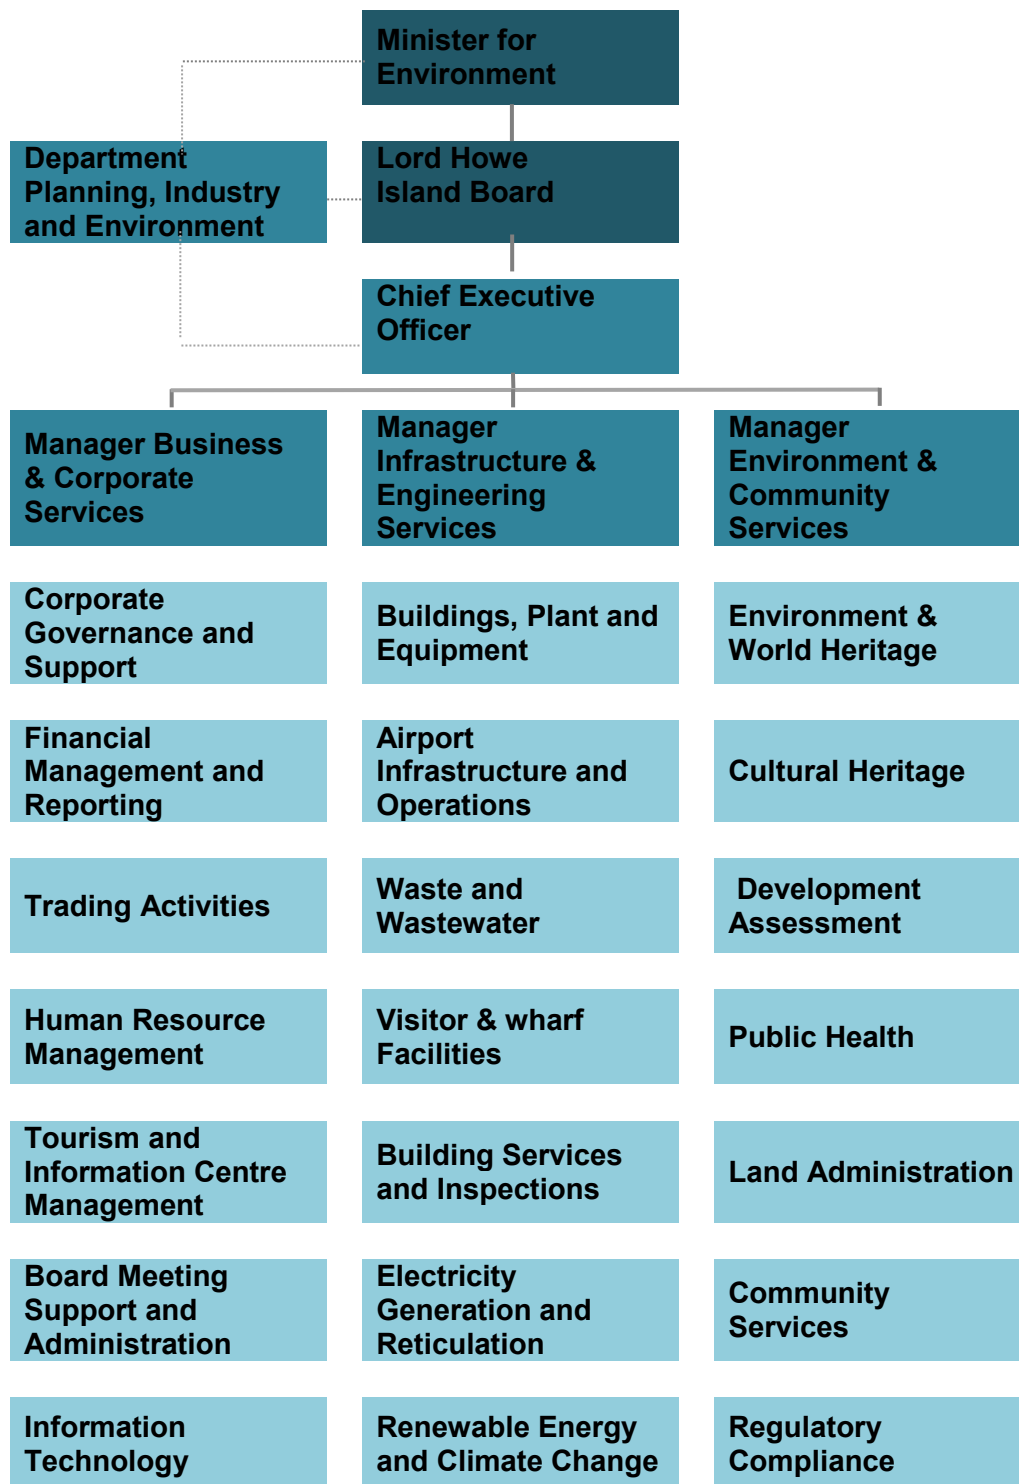 Minister for
Environment
Department
Planning, Industry
and Environment
Lord Howe
Island Board
Chief Executive
Officer
Manager Business
& Corporate
Services
Manager
Infrastructure &
Engineering
Services
Manager
Environment &
Community
Services
Corporate
Governance and
Support
Buildings, Plant and
Equipment
Environment &
World Heritage
Financial
Management and
Reporting
Airport
Infrastructure and
Operations
Cultural Heritage
Trading Activities
Waste and
Wastewater
Development
Assessment
Human Resource
Management
Visitor & wharf
Facilities
Public Health
Tourism and
Information Centre
Management
Building Services
and Inspections
Land Administration
Board Meeting
Support and
Administration
Electricity
Generation and
Reticulation
Community
Services
Information
Technology
Renewable Energy
and Climate Change
Regulatory
Compliance